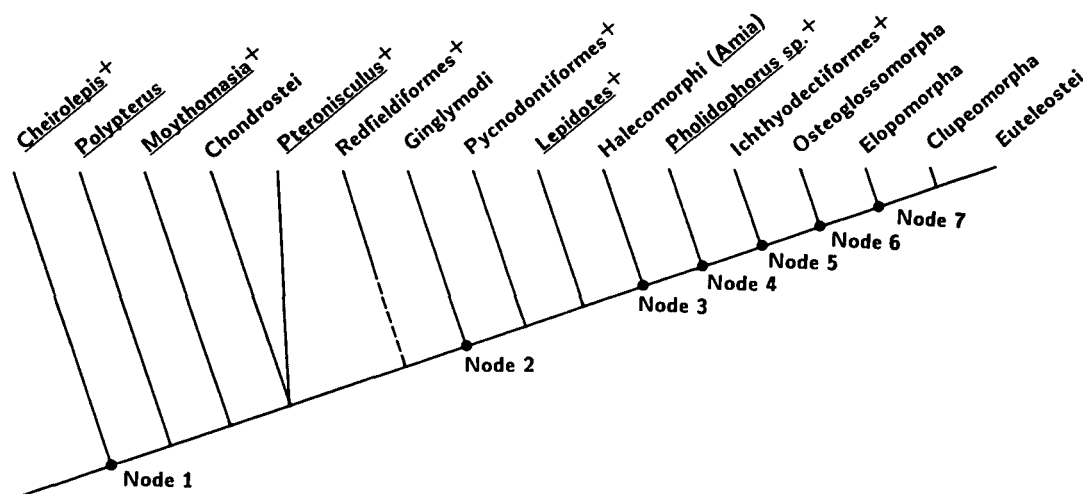 Cheirolepis+
Polypterus
Moythomasia+
Chondrostei
Pteronisculus+
Redfieldiformes+
Ginglymodi
Pycnodontiformes+
Lepidotes+
Halecomorphi (Amia)
Pholidophorus sp.+
Ichthyodectiformes+
Osteoglossomorpha
Elopomorpha
Clupeomorpha
Euteleostei
Node 7
Node 6
Node 5
Node 4
Node 3
Node 2
Node 1